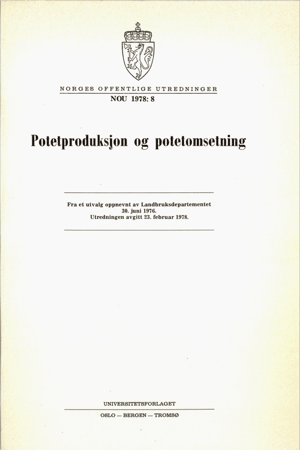 NORGES OFFENTLIGE UTREDNINGER
NOU 1978: 8
Potetproduksjon og potetomsetning
Fra et utvalg oppnevnt av Landbruksdepartementet
30. juni 1976.
Utredningen avgitt 23. februar 1978.
UNIVERSITETSFORLAGET
OSLO — BERGEN — TROMSØ